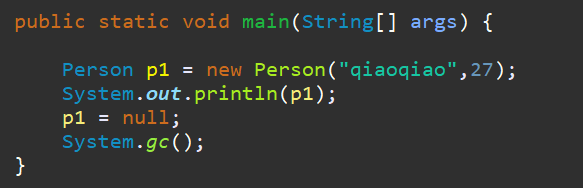 public static void main(String[] args) {
Person p1 = new Person("qiaoqiao",27);
System.out.println(p1);
p1 = null;
System.gc();
}